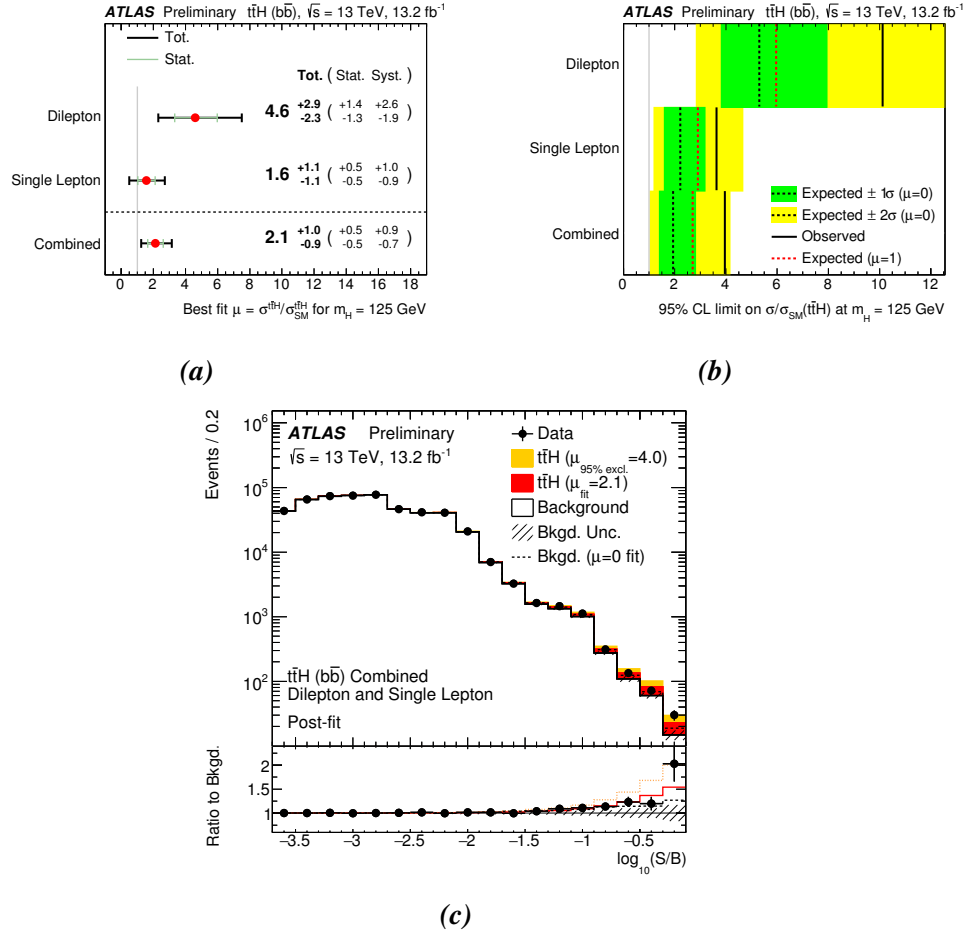 ATLAS Preliminary tt̄H (bb̄), √s = 13 TeV, 13.2 fb⁻¹
Tot.
Stat.
Tot. ( Stat. Syst. )
Dilepton 4.6 +2.9 -2.3 ( +1.4 -1.3 +2.6 -1.9 )
Single Lepton 1.6 +1.1 -1.1 ( +0.5 -0.5 +1.0 -0.9 )
Combined 2.1 +1.0 -0.9 ( +0.5 -0.5 +0.9 -0.7 )
0 2 4 6 8 10 12 14 16 18
Best fit μ = σ^tt̄H/σ^tt̄H_SM for m_H = 125 GeV
(a)
ATLAS Preliminary tt̄H (bb̄), √s = 13 TeV, 13.2 fb⁻¹
Dilepton
Single Lepton
Combined
Expected ± 1σ (μ=0)
Expected ± 2σ (μ=0)
Observed
Expected (μ=1)
0 2 4 6 8 10 12
95% CL limit on σ/σ_SM(tt̄H) at m_H = 125 GeV
(b)
Events / 0.2
10⁶
10⁵
10⁴
10³
10²
ATLAS Preliminary
√s = 13 TeV, 13.2 fb⁻¹
Data
tt̄H (μ_95% excl. =4.0)
tt̄H (μ_fit =2.1)
Background
Bkgd. Unc.
Bkgd. (μ=0 fit)
tt̄H (bb̄) Combined
Dilepton and Single Lepton
Post-fit
Ratio to Bkgd.
2
1.5
1
−3.5 −3 −2.5 −2 −1.5 −1 −0.5
log₁₀(S/B)
(c)